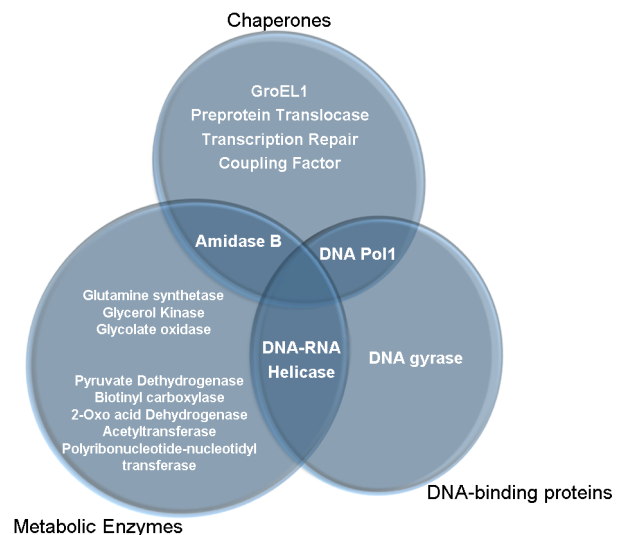 Chaperones
GroEL1
Preprotein Translocase
Transcription Repair
Coupling Factor
Amidase B
DNA Pol1
Glutamine synthetase
Glycerol Kinase
Glycolate oxidase
DNA-RNA
Helicase
DNA gyrase
Pyruvate Dethydrogenase
Biotinyl carboxylase
2-Oxo acid Dehydrogenase
Acetyltransferase
Polyribonucleotide-nucleotidyl
transferase
DNA-binding proteins
Metabolic Enzymes